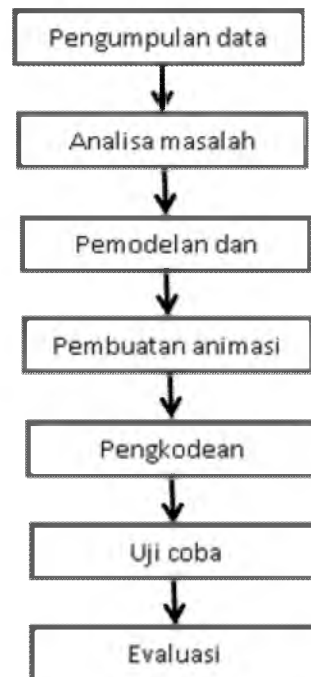 Pengumpulan data
Analisa masalah
Pemodelan dan
Pembuatan animasi
Pengkodean
Uji coba
Evaluasi